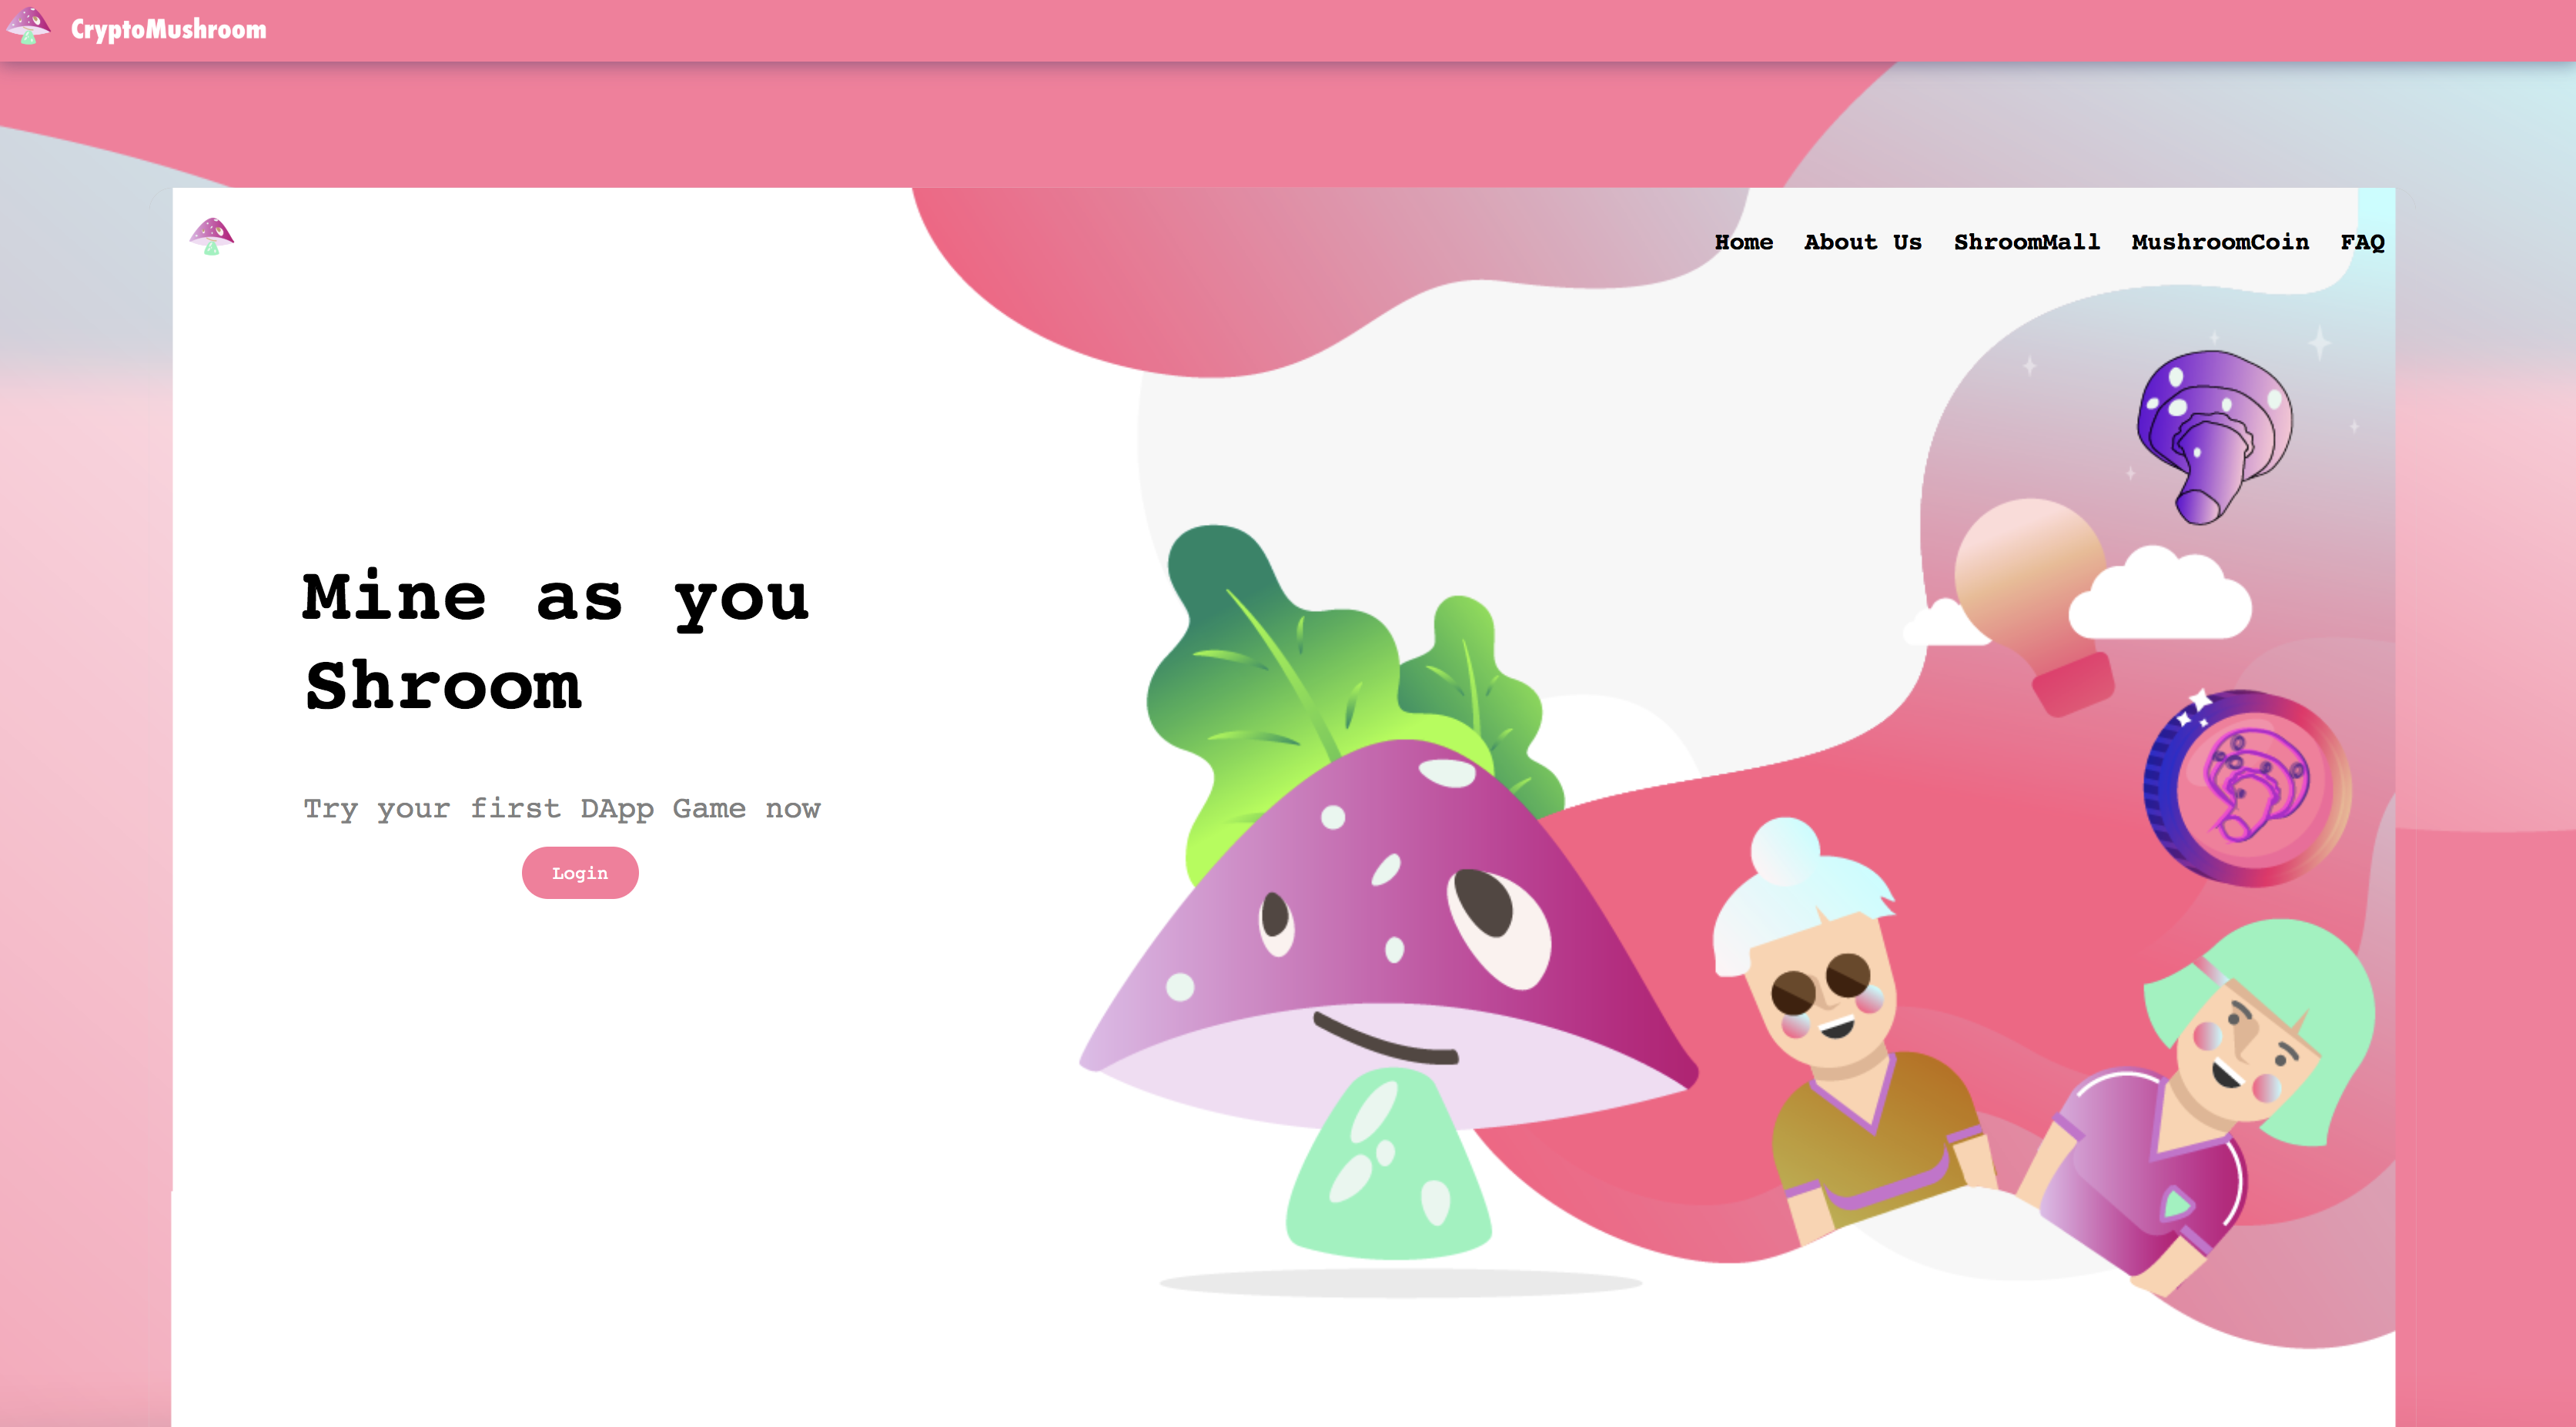 CryptoMushroom
Home About Us ShroomMall MushroomCoin FAQ
Mine as you
Shroom
Try your first DApp Game now
Login